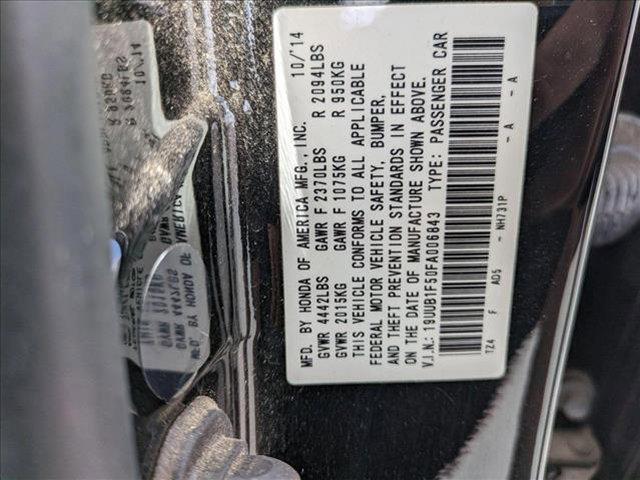 MFD. BY HONDA OF AMERICA MFG., INC. 10/'14
GVWR 4442LBS GAWR F 2370LBS R 2094LBS
GVWR 2015KG GAWR F 1075KG R 950KG
THIS VEHICLE CONFORMS TO ALL APPLICABLE
FEDERAL MOTOR VEHICLE SAFETY, BUMPER,
AND THEFT PREVENTION STANDARDS IN EFFECT
ON THE DATE OF MANUFACTURE SHOWN ABOVE.
V.I.N.: 19UUB1F50FA006843 TYPE: PASSENGER CAR
TZ4 F AD5 - NH731P - A - A